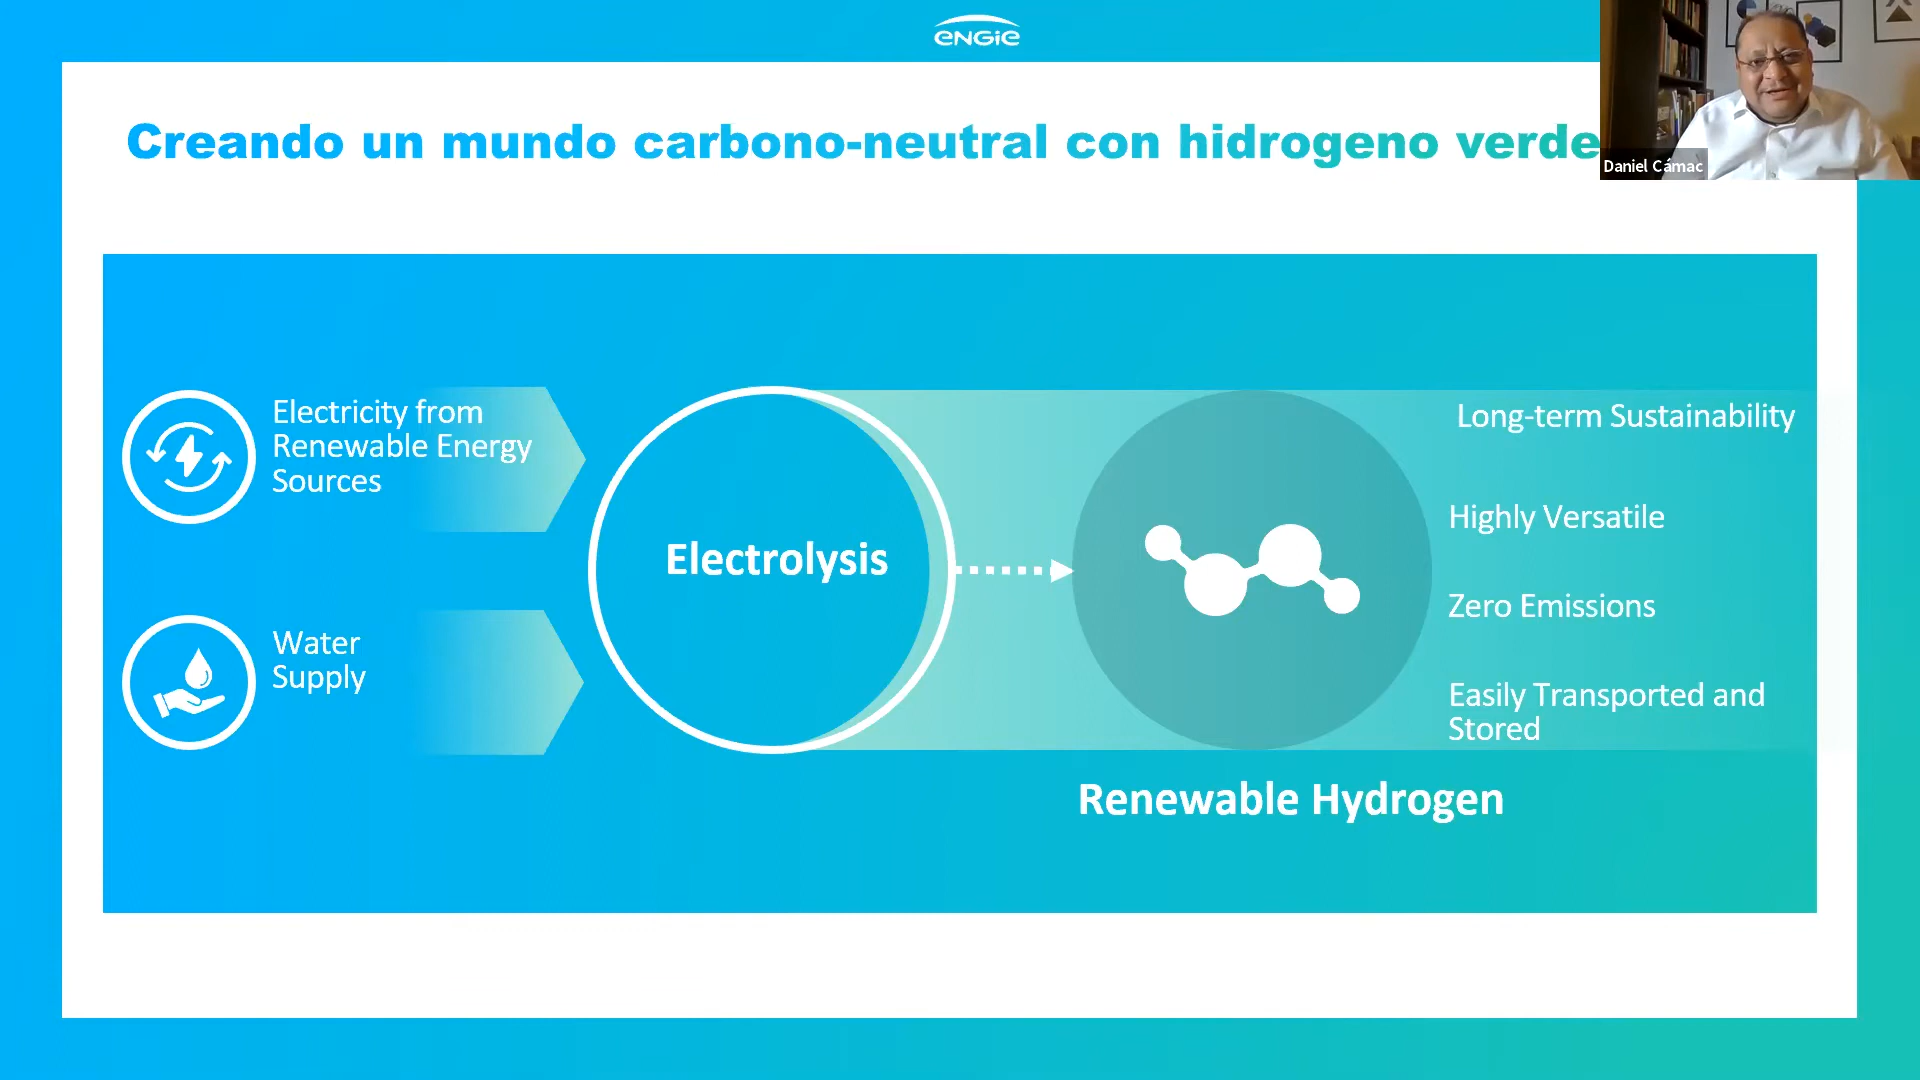 ENGIE
Creando un mundo carbono-neutral con hidrogeno verde
Daniel Cámac
Electricity from
Renewable Energy
Sources
Water
Supply
Electrolysis
Long-term Sustainability
Highly Versatile
Zero Emissions
Easily Transported and
Stored
Renewable Hydrogen